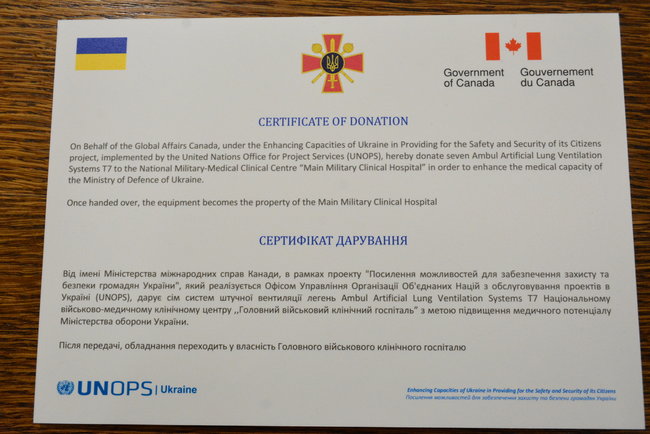 Government
of Canada
Gouvernement
du Canada
CERTIFICATE OF DONATION
On Behalf of the Global Affairs Canada, under the Enhancing Capacities of Ukraine in Providing for the Safety and Security of its Citizens
project, implemented by the United Nations Office for Project Services (UNOPS), hereby donate seven Ambul Artificial Lung Ventilation
Systems T7 to the National Military-Medical Clinical Centre “Main Military Clinical Hospital” in order to enhance the medical capacity of
the Ministry of Defence of Ukraine.
Once handed over, the equipment becomes the property of the Main Military Clinical Hospital
СЕРТИФІКАТ ДАРУВАННЯ
Від імені Міністерства міжнародних справ Канади, в рамках проекту "Посилення можливостей для забезпечення захисту та
безпеки громадян України", який реалізується Офісом Управління Організації Об'єднаних Націй з обслуговування проектів в
Україні (UNOPS), дарує сім систем штучної вентиляції легень Ambul Artificial Lung Ventilation Systems T7 Національному
військово-медичному клінічному центру ,,Головний військовий клінічний госпіталь” з метою підвищення медичного потенціалу
Міністерства оборони України.
Після передачі, обладнання переходить у власність Головного військового клінічного госпіталю
UNOPS | Ukraine
Enhancing Capacities of Ukraine in Providing for the Safety and Security of its Citizens
Посилення можливостей для забезпечення захисту та безпеки громадян України